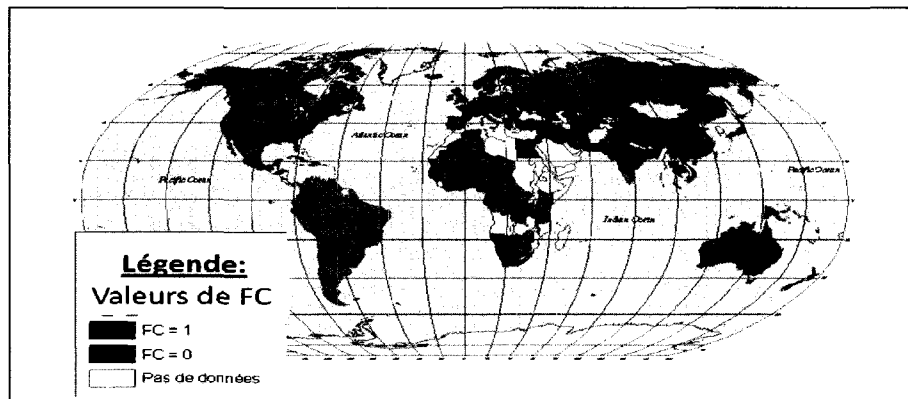 Atlantic Ocean
Pacific Ocean
Pacific Ocean
Indian Ocean
Légende:
Valeurs de FC
FC = 1
FC = 0
Pas de données